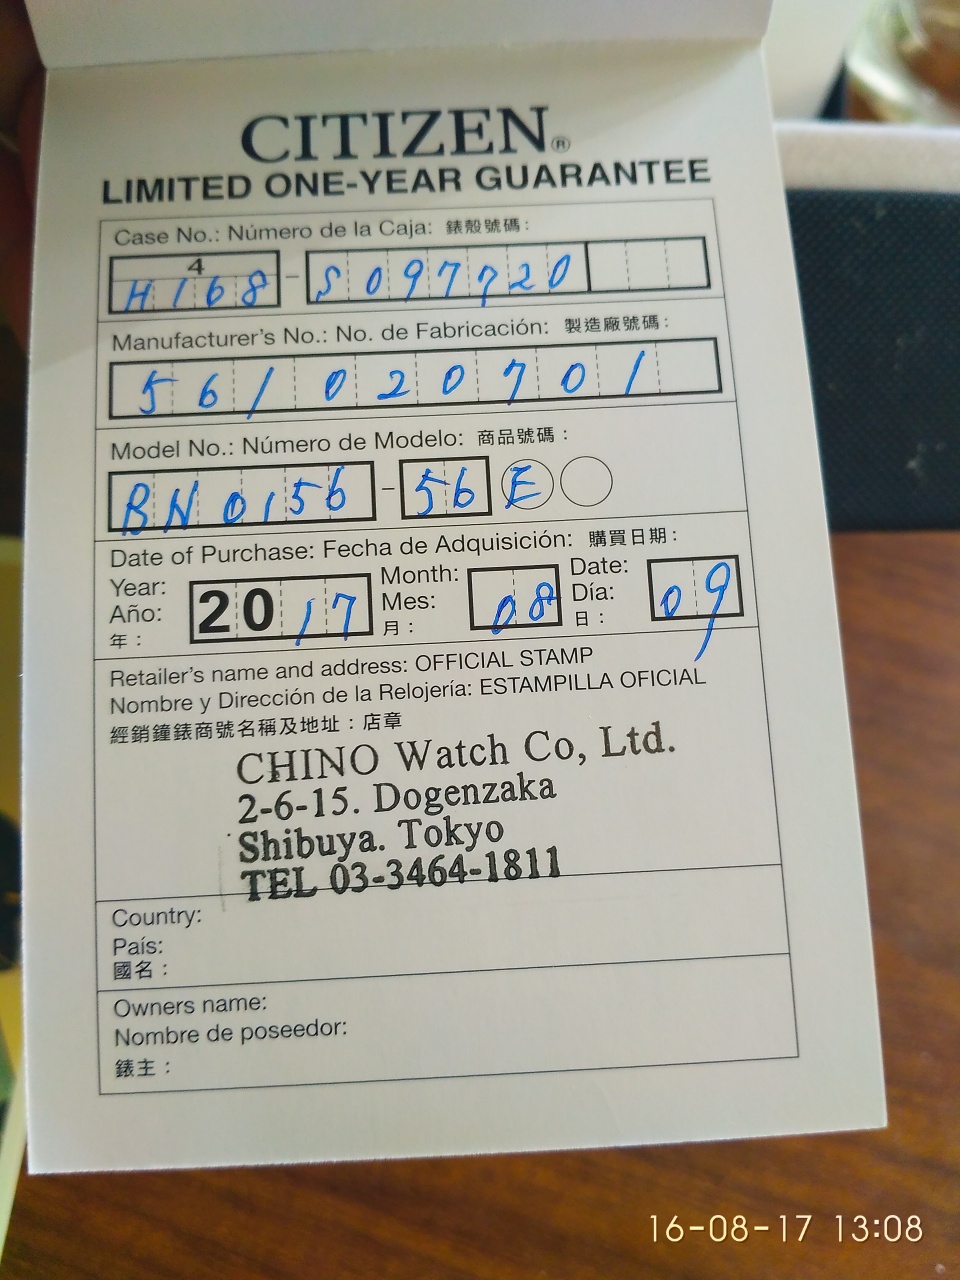 CITIZEN®
LIMITED ONE-YEAR GUARANTEE
Case No.: Número de la Caja: 錶殼號碼：
4
H168 - S097720
Manufacturer's No.: No. de Fabricación: 製造廠號碼：
561020701
Model No.: Número de Modelo: 商品號碼：
BN0156 - 56 E
Date of Purchase: Fecha de Adquisición: 購買日期：
Year: 2017 Month: 08 Date: 09
Año: Mes: Día:
年： 月： 日：
Retailer's name and address: OFFICIAL STAMP
Nombre y Dirección de la Relojería: ESTAMPILLA OFICIAL
經銷鐘錶商號名稱及地址：店章
CHINO Watch Co, Ltd.
2-6-15. Dogenzaka
Shibuya. Tokyo
TEL 03-3464-1811
Country:
País:
國名：
Owners name:
Nombre de poseedor:
錶主：
16-08-17 13:08